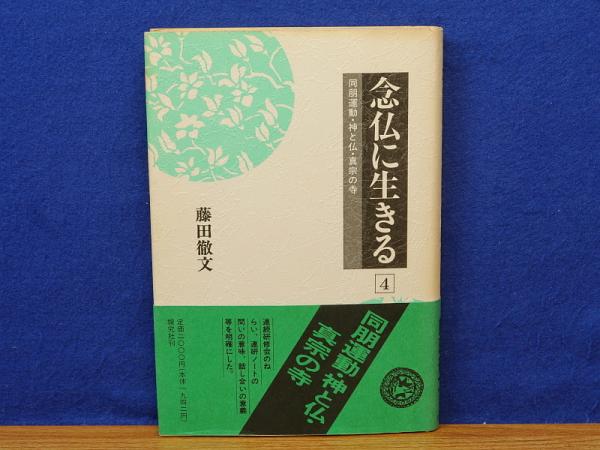 念仏に生きる
4
同朋運動・神と仏・真宗の寺
藤田徹文
同朋運動・神と仏・
真宗の寺
連続研修会のね
らい、連研ノートの
問いの意味、話し合いの意義
等を明確にした。
定価二〇〇〇円(本体一九四二円)
探究社刊